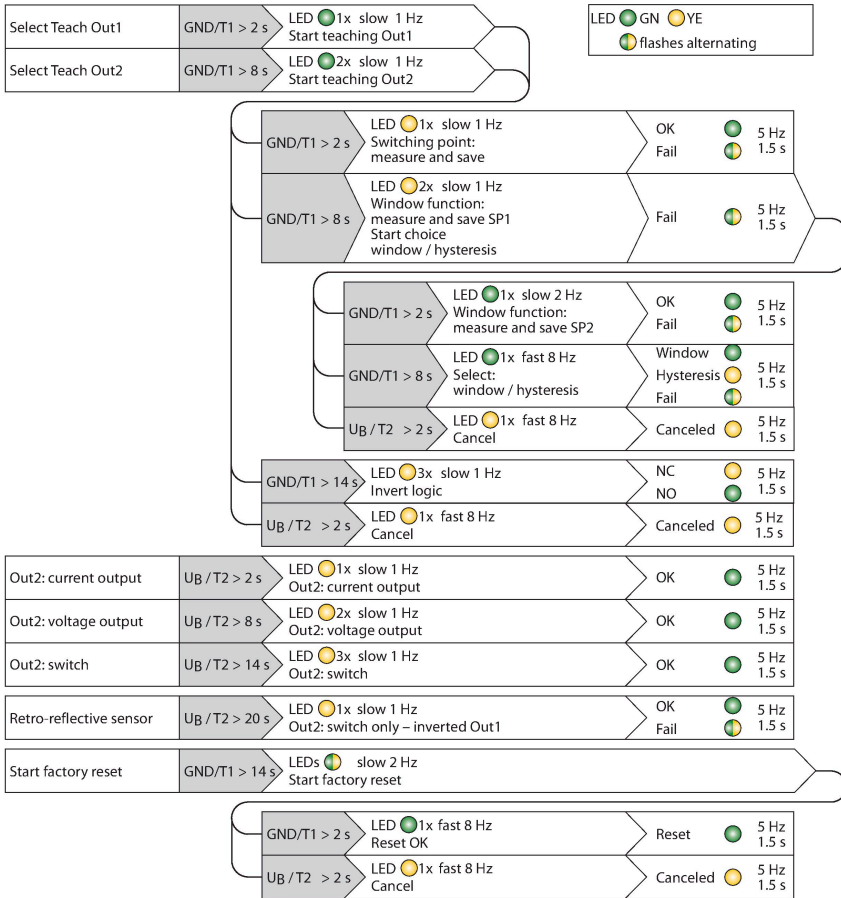 LED GN YE
flashes alternating
Select Teach Out1 GND/T1 > 2 s LED 1x slow 1 Hz
Start teaching Out1
Select Teach Out2 GND/T1 > 8 s LED 2x slow 1 Hz
Start teaching Out2
GND/T1 > 2 s LED 1x slow 1 Hz
Switching point:
measure and save
OK
Fail
5 Hz
1.5 s
GND/T1 > 8 s LED 2x slow 1 Hz
Window function:
measure and save SP1
Start choice
window / hysteresis
Fail
5 Hz
1.5 s
GND/T1 > 2 s LED 1x slow 2 Hz
Window function:
measure and save SP2
OK
Fail
5 Hz
1.5 s
GND/T1 > 8 s LED 1x fast 8 Hz
Select:
window / hysteresis
Window
Hysteresis
Fail
5 Hz
1.5 s
UB / T2 > 2 s LED 1x fast 8 Hz
Cancel
Canceled
5 Hz
1.5 s
GND/T1 > 14 s LED 3x slow 1 Hz
Invert logic
NC
NO
5 Hz
1.5 s
UB / T2 > 2 s LED 1x fast 8 Hz
Cancel
Canceled
5 Hz
1.5 s
Out2: current output UB / T2 > 2 s LED 1x slow 1 Hz
Out2: current output
OK
5 Hz
1.5 s
Out2: voltage output UB / T2 > 8 s LED 2x slow 1 Hz
Out2: voltage output
OK
5 Hz
1.5 s
Out2: switch UB / T2 > 14 s LED 3x slow 1 Hz
Out2: switch
OK
5 Hz
1.5 s
Retro-reflective sensor UB / T2 > 20 s LED 1x slow 1 Hz
Out2: switch only – inverted Out1
OK
Fail
5 Hz
1.5 s
Start factory reset GND/T1 > 14 s LEDs slow 2 Hz
Start factory reset
GND/T1 > 2 s LED 1x fast 8 Hz
Reset OK
Reset
5 Hz
1.5 s
UB / T2 > 2 s LED 1x fast 8 Hz
Cancel
Canceled
5 Hz
1.5 s